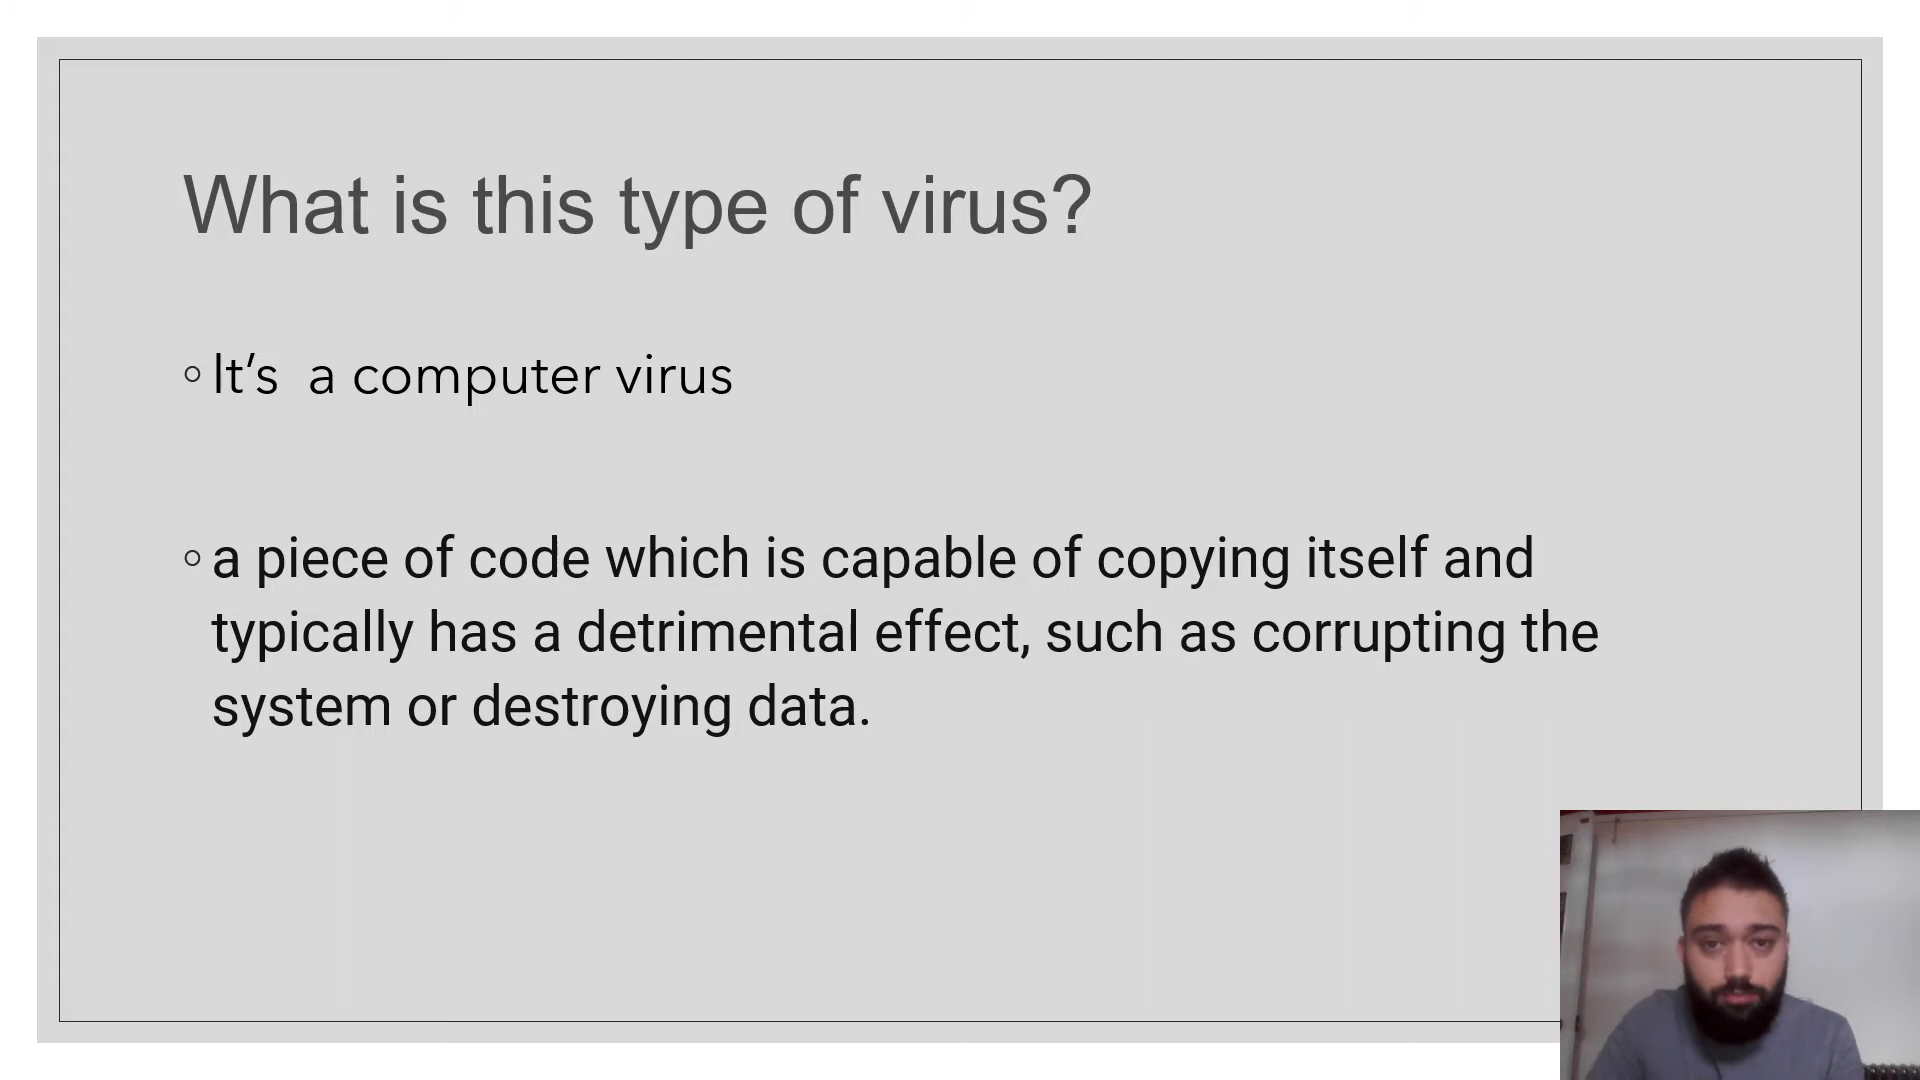 What is this type of virus?
It’s  a computer virus
a piece of code which is capable of copying itself and
typically has a detrimental effect, such as corrupting the
system or destroying data.